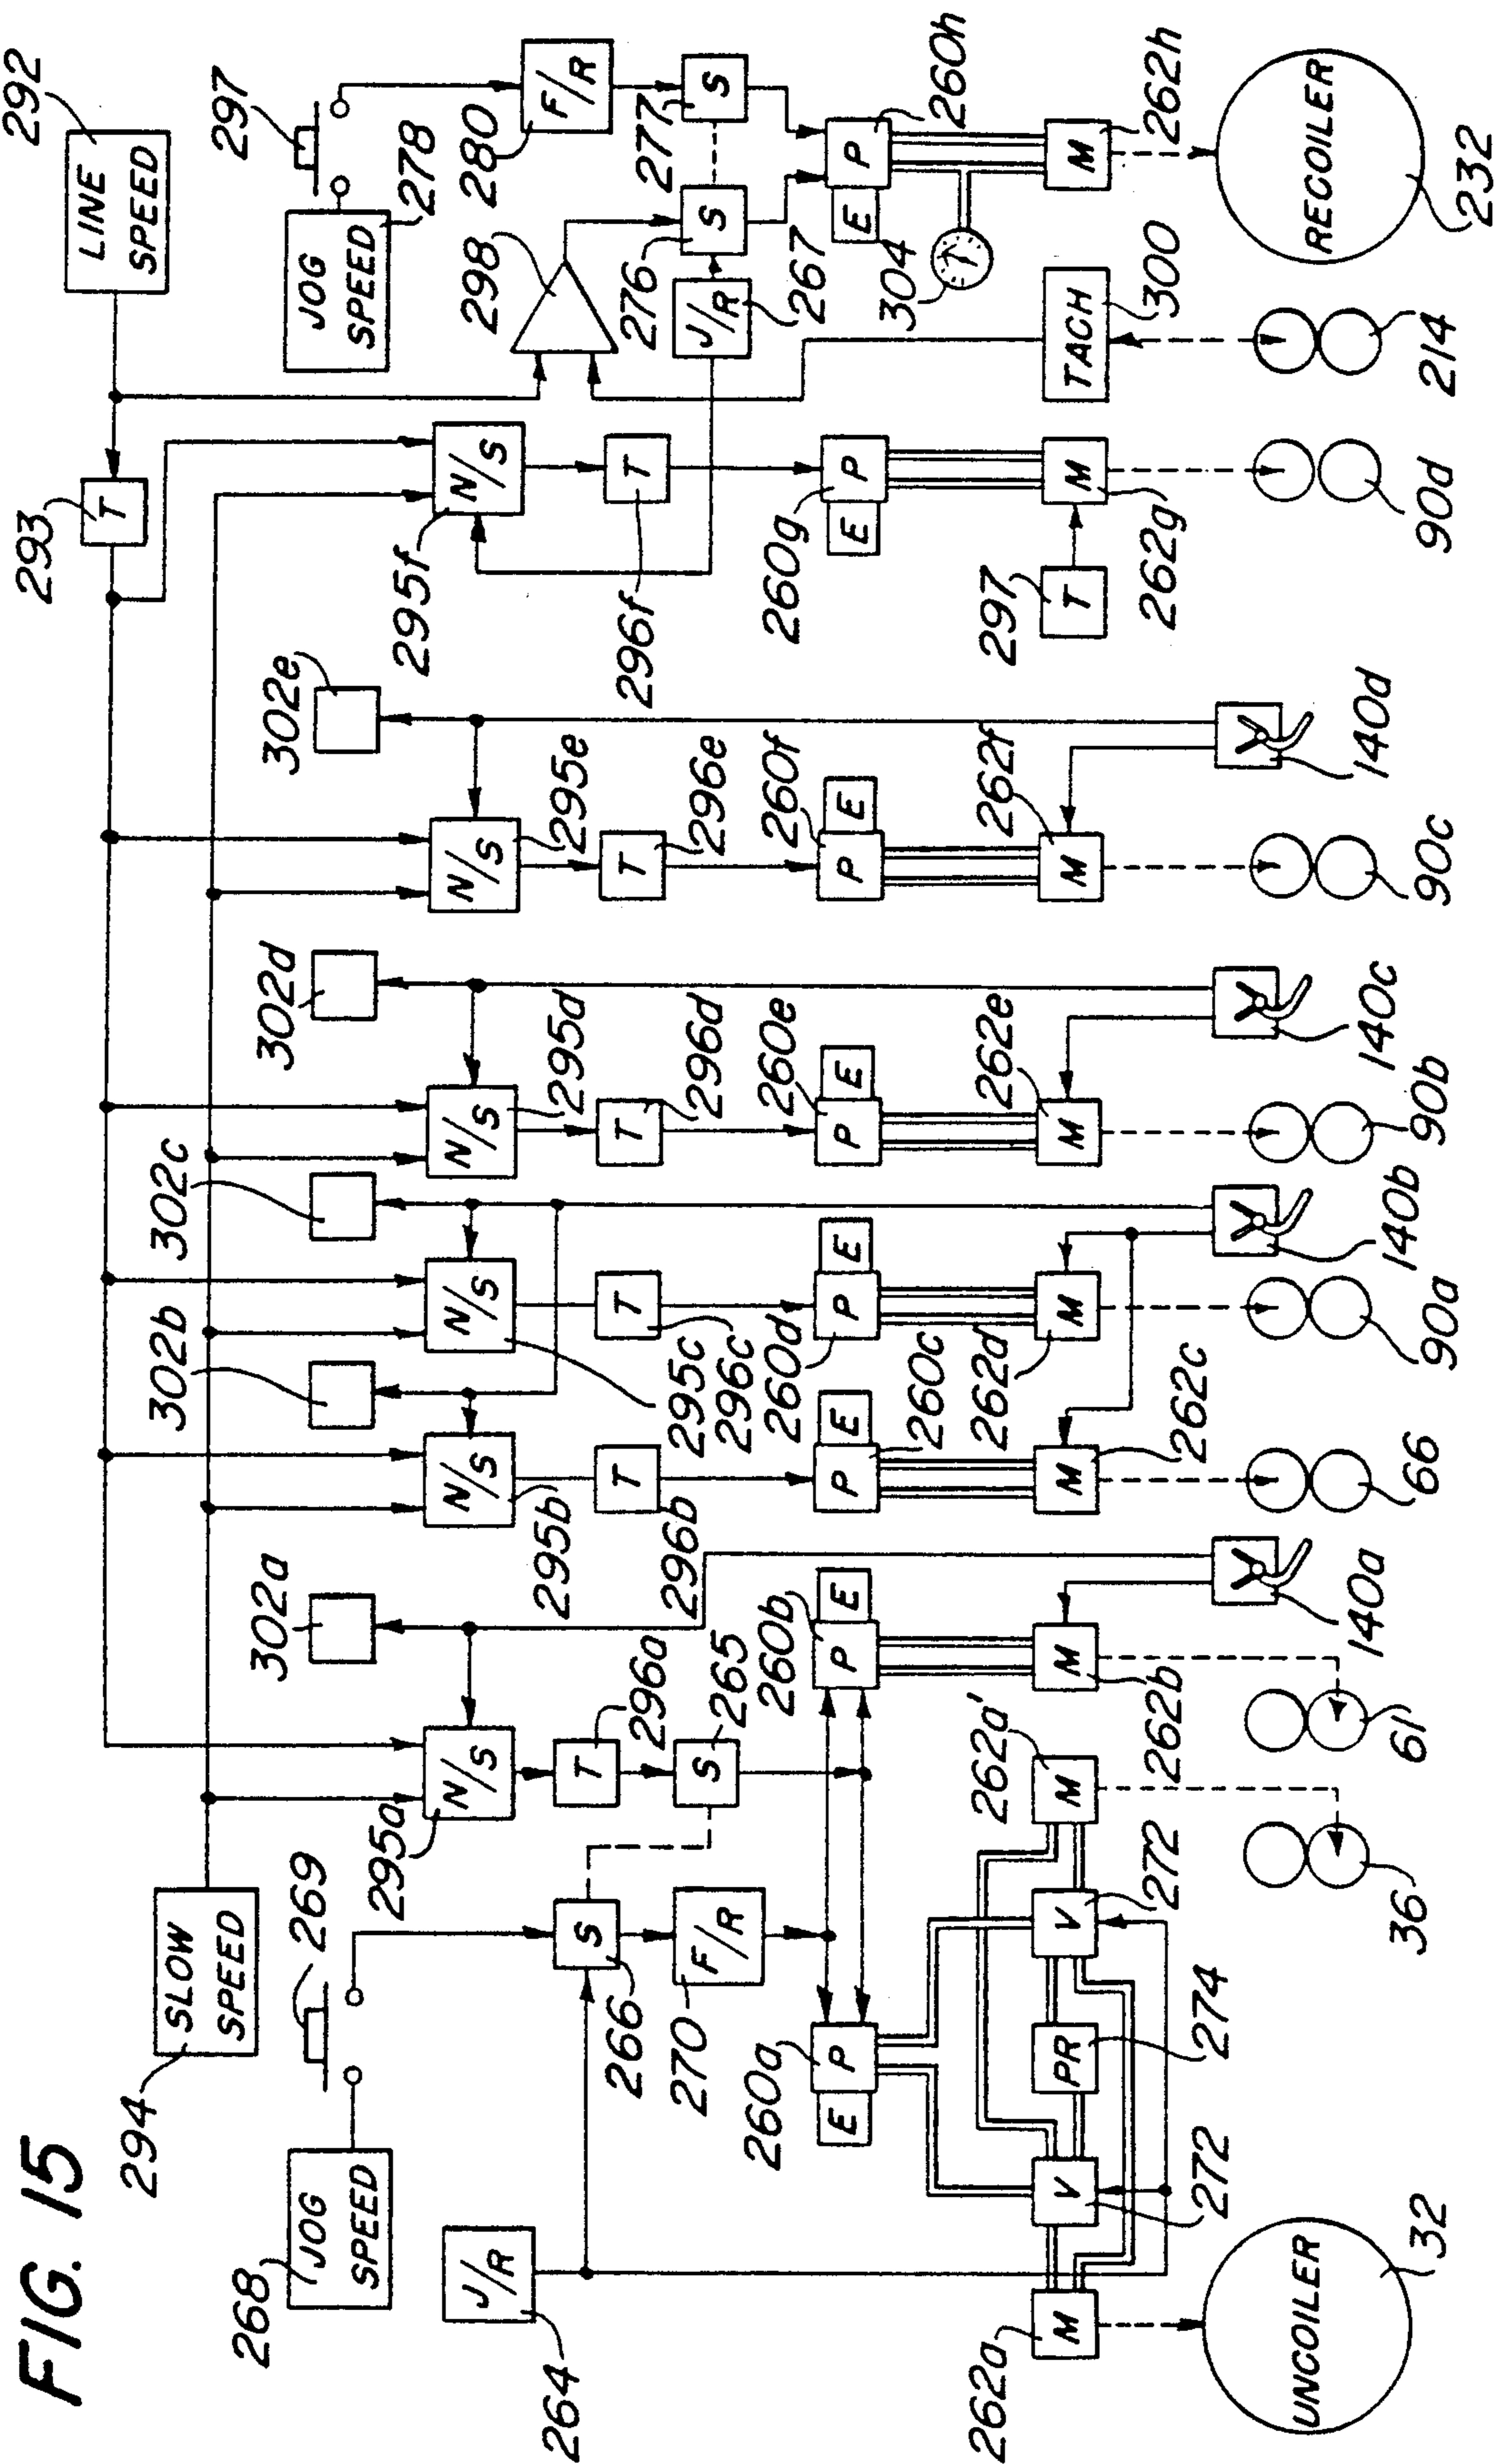 FIG. 15
294
SLOW
SPEED
293
T
LINE
SPEED
292
268
JOG
SPEED
269
302a
302b
302c
302d
302e
JOG
SPEED
278
297
264
J/R
295a
N/S
295b
N/S
295c
N/S
295d
N/S
295e
N/S
295f
N/S
298
280
F/R
266
S
296a
T
296b
T
296c
T
296d
T
296e
T
296f
T
270
F/R
265
S
276
S
277
S
J/R
267
260a
E
P
260b
P
E
260c
P
E
260d
P
E
260e
P
E
260f
P
E
260g
E
P
260h
E
P
304
262a
M
V
272
PR
274
V
272
262a'
M
262b
M
262c
M
262d
M
262e
M
262f
M
297
T
262g
M
TACH
300
262h
M
UNCOILER
32
36
61
140a
66
90a
140b
90b
140c
90c
140d
90d
214
RECOILER
232